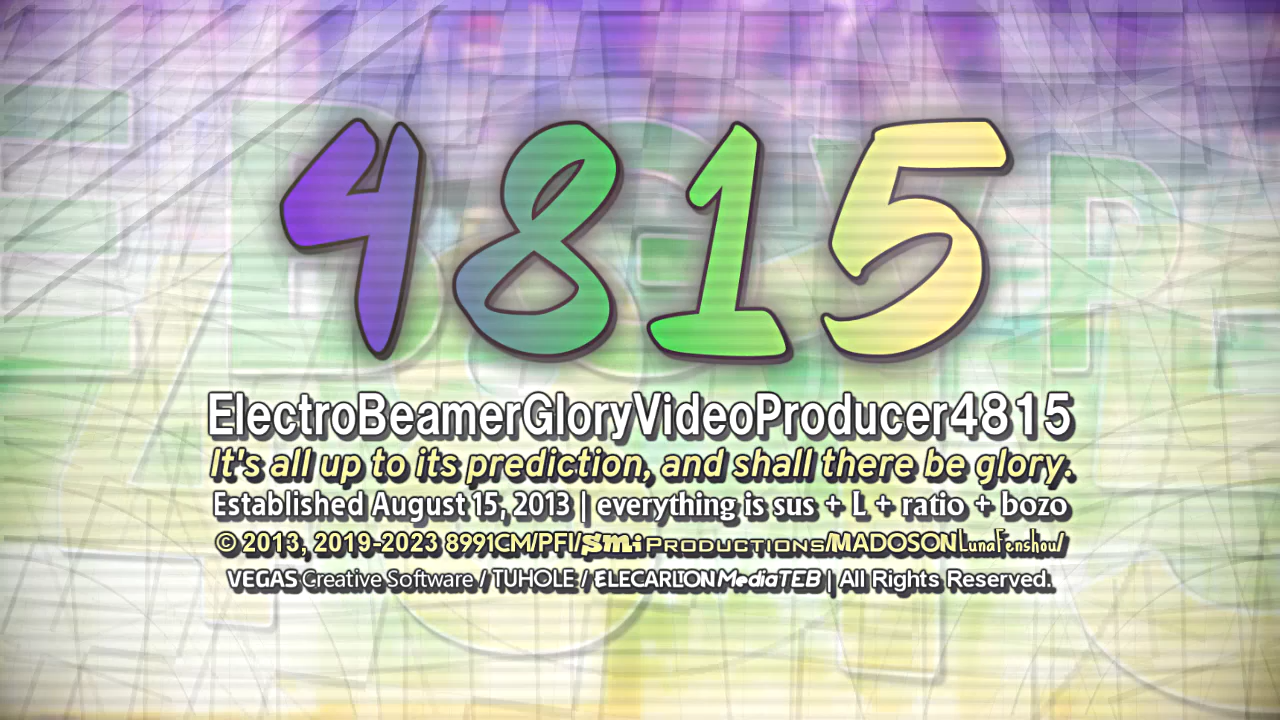 4815
ElectroBeamerGloryVideoProducer4815
It's all up to its prediction, and shall there be glory.
Established August 15, 2013 | everything is sus + L + ratio + bozo
© 2013, 2019-2023 8991CM/PFI/smi PRODUCTIONS/MADOSON LunaFenshou/
VEGAS Creative Software / TUHOLE / ELECARLON MediaTEB | All Rights Reserved.